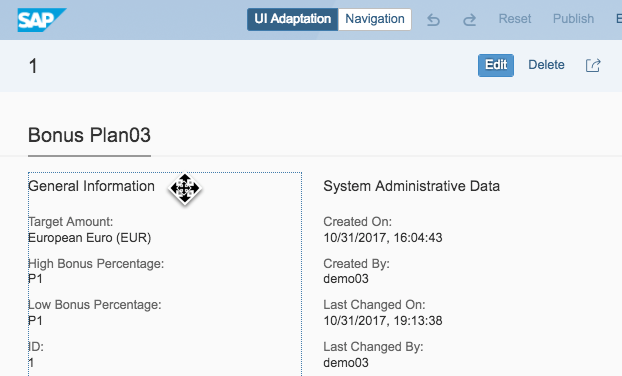 SAP UI Adaptation Navigation Reset Publish
1 Edit Delete
Bonus Plan03
General Information System Administrative Data
Target Amount: Created On:
European Euro (EUR) 10/31/2017, 16:04:43
High Bonus Percentage: Created By:
P1 demo03
Low Bonus Percentage: Last Changed On:
P1 10/31/2017, 19:13:38
ID: Last Changed By:
1 demo03